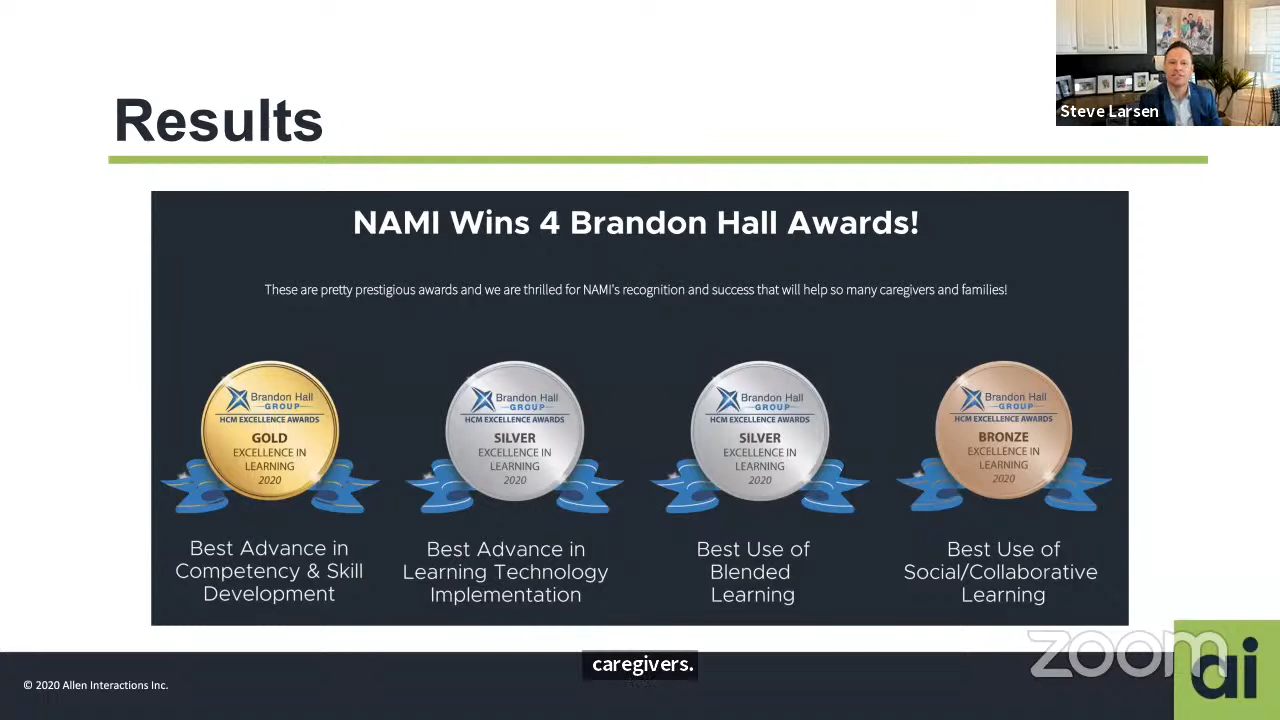 Results
Steve Larsen
NAMI Wins 4 Brandon Hall Awards!
These are pretty prestigious awards and we are thrilled for NAMI's recognition and success that will help so many caregivers and families!
Brandon Hall
GROUP
HCM EXCELLENCE AWARDS
GOLD
EXCELLENCE IN
LEARNING
2020
Best Advance in
Competency & Skill
Development
Brandon Hall
GROUP
HCM EXCELLENCE AWARDS
SILVER
EXCELLENCE IN
LEARNING
2020
Best Advance in
Learning Technology
Implementation
Brandon Hall
GROUP
HCM EXCELLENCE AWARDS
SILVER
EXCELLENCE IN
LEARNING
2020
Best Use of
Blended
Learning
Brandon Hall
GROUP
HCM EXCELLENCE AWARDS
BRONZE
EXCELLENCE IN
LEARNING
2020
Best Use of
Social/Collaborative
Learning
caregivers.
© 2020 Allen Interactions Inc.
zoom
ai